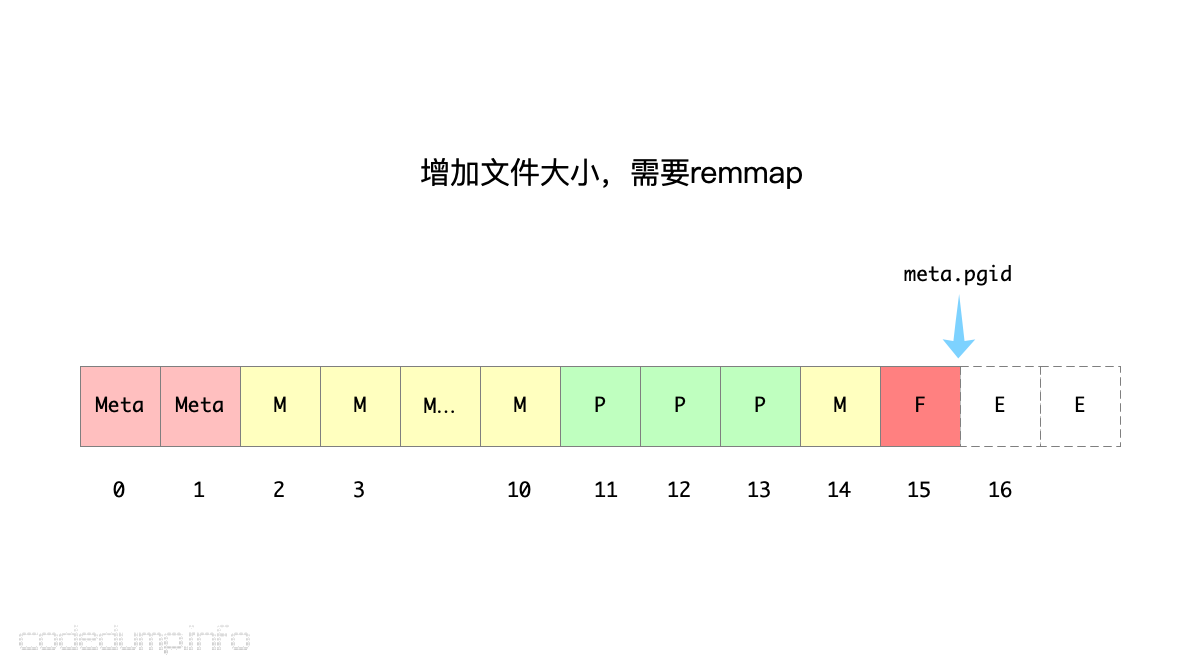 增加文件大小，需要remmap
meta.pgid
Meta Meta M M M... M P P P M F E E
0 1 2 3 10 11 12 13 14 15 16
codedump.info